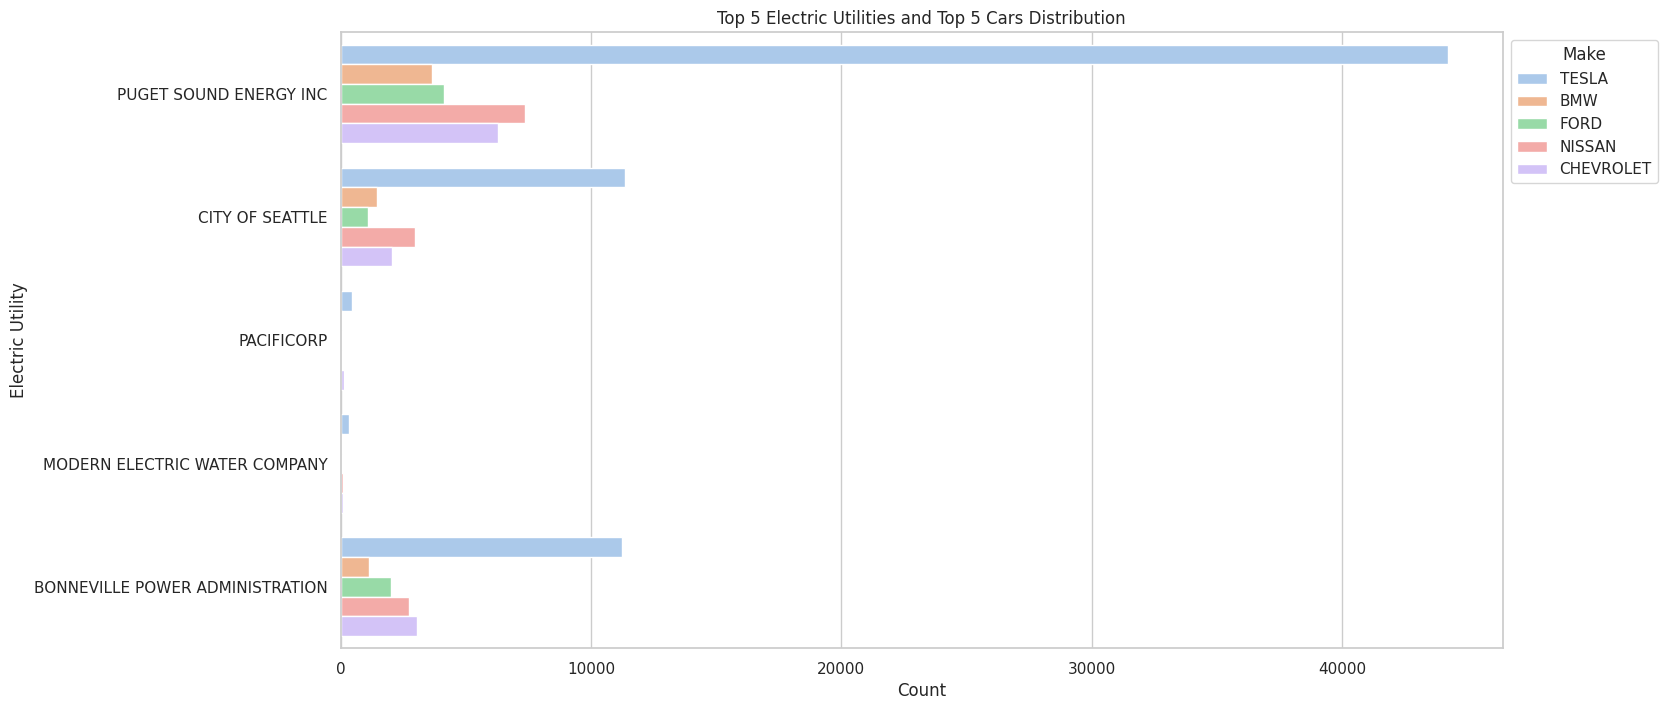 Top 5 Electric Utilities and Top 5 Cars Distribution
Make
TESLA
BMW
FORD
NISSAN
CHEVROLET
Electric Utility
PUGET SOUND ENERGY INC
CITY OF SEATTLE
PACIFICORP
MODERN ELECTRIC WATER COMPANY
BONNEVILLE POWER ADMINISTRATION
0 10000 20000 30000 40000
Count